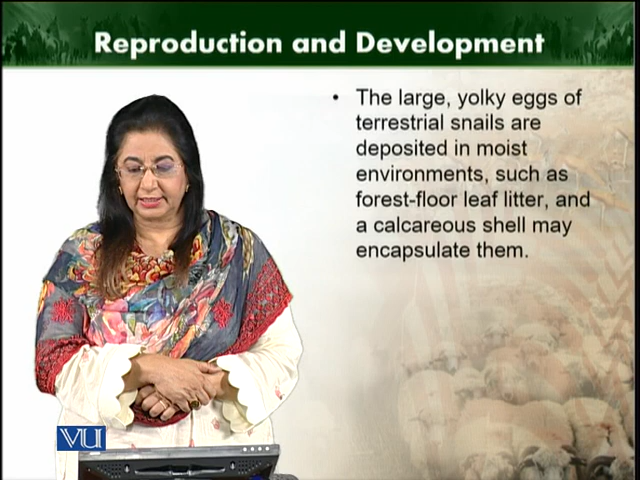 Reproduction and Development
• The large, yolky eggs of
terrestrial snails are
deposited in moist
environments, such as
forest-floor leaf litter, and
a calcareous shell may
encapsulate them.
VU